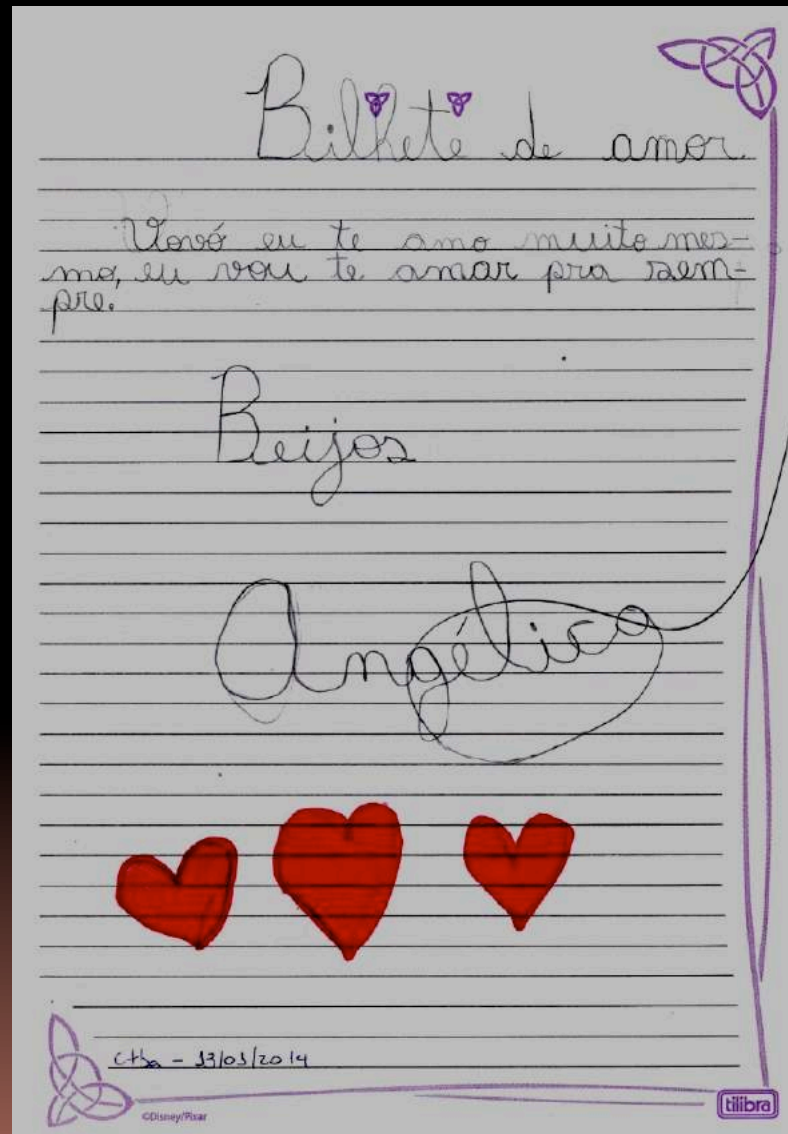 Bilhete de amor.
Vovó eu te amo muito mes-
mo, eu vou te amar pra sem-
pre.
Beijos
Angélica
Ctba - 13/01/2014
©Disney/Pixar
tilibra